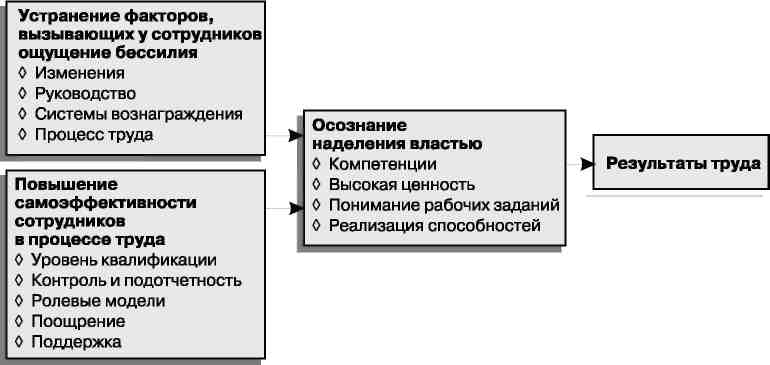 Устранение факторов,
вызывающих у сотрудников
ощущение бессилия
◊ Изменения
◊ Руководство
◊ Системы вознаграждения
◊ Процесс труда
Повышение
самоэффективности
сотрудников
в процессе труда
◊ Уровень квалификации
◊ Контроль и подотчетность
◊ Ролевые модели
◊ Поощрение
◊ Поддержка
Осознание
наделения властью
◊ Компетенции
◊ Высокая ценность
◊ Понимание рабочих заданий
◊ Реализация способностей
Результаты труда